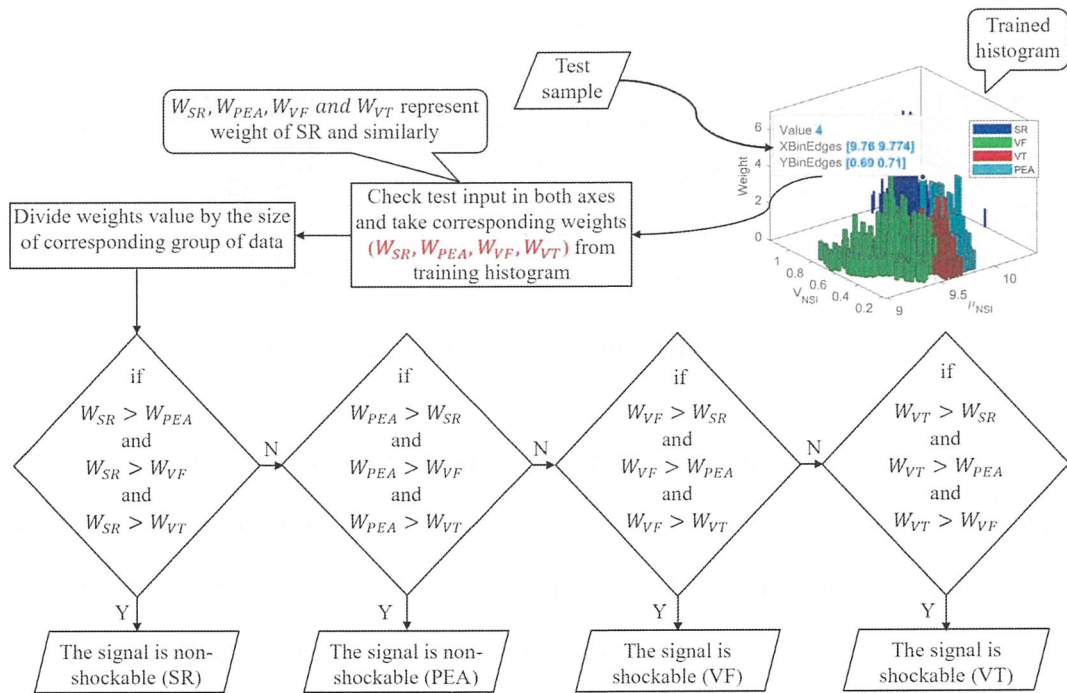 Trained
histogram
Test
sample
W_SR, W_PEA, W_VF and W_VT represent
weight of SR and similarly
Value 4
XBinEdges [9.76 9.774]
YBinEdges [0.69 0.71]
SR
VF
VT
PEA
Weight
6
4
2
0
1
0.8
0.6
0.4
0.2
V_NSI
9
9.5
10
μ_NSI
Check test input in both axes
and take corresponding weights
(W_SR, W_PEA, W_VF, W_VT) from
training histogram
Divide weights value by the size
of corresponding group of data
if
W_SR > W_PEA
and
W_SR > W_VF
and
W_SR > W_VT
N
Y
if
W_PEA > W_SR
and
W_PEA > W_VF
and
W_PEA > W_VT
N
Y
if
W_VF > W_SR
and
W_VF > W_PEA
and
W_VF > W_VT
N
Y
if
W_VT > W_SR
and
W_VT > W_PEA
and
W_VT > W_VF
Y
The signal is non-
shockable (SR)
The signal is non-
shockable (PEA)
The signal is
shockable (VF)
The signal is
shockable (VT)